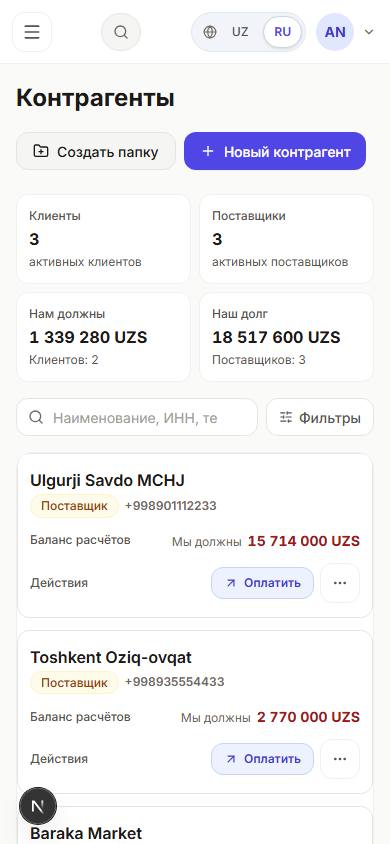 UZ RU AN
Контрагенты
Создать папку + Новый контрагент
Клиенты
3
активных клиентов
Поставщики
3
активных поставщиков
Нам должны
1 339 280 UZS
Клиентов: 2
Наш долг
18 517 600 UZS
Поставщиков: 3
Наименование, ИНН, те Фильтры
Ulgurji Savdo MCHJ
Поставщик +998901112233
Баланс расчётов Мы должны 15 714 000 UZS
Действия Оплатить ...
Toshkent Oziq-ovqat
Поставщик +998935554433
Баланс расчётов Мы должны 2 770 000 UZS
Действия Оплатить ...
N
Baraka Market